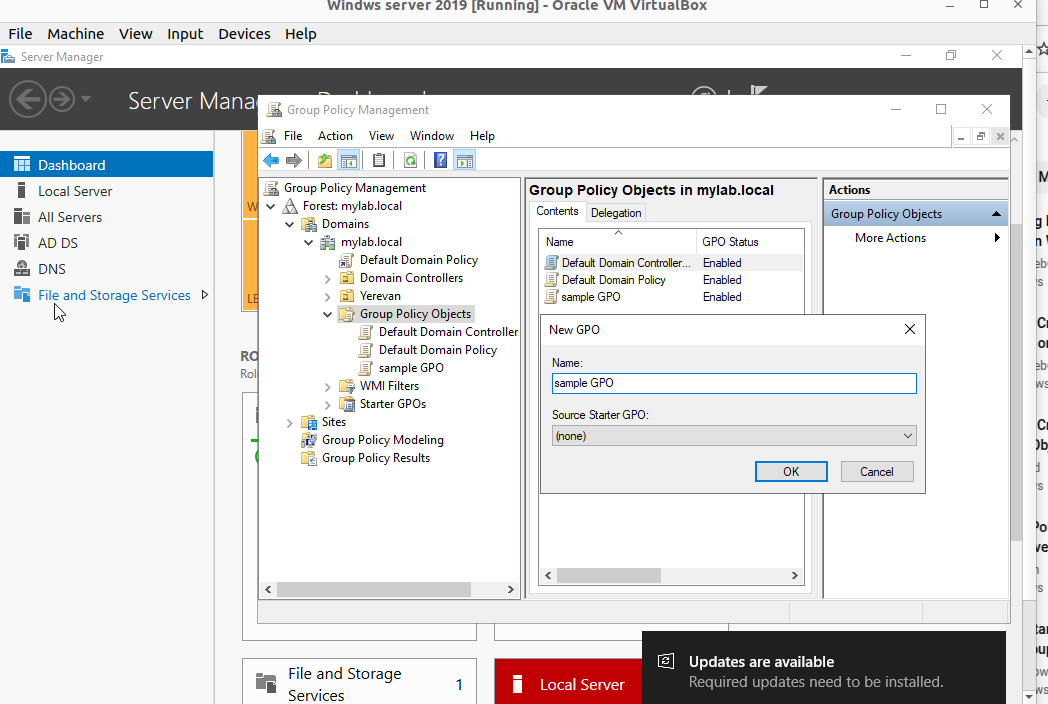 Windws server 2019 [Running] - Oracle VM VirtualBox
File Machine View Input Devices Help
Server Manager
Group Policy Management
File Action View Window Help
Dashboard
Local Server
All Servers
AD DS
DNS
File and Storage Services
Group Policy Management
Forest: mylab.local
Domains
mylab.local
Default Domain Policy
Domain Controllers
Yerevan
Group Policy Objects
Default Domain Controller
Default Domain Policy
sample GPO
WMI Filters
Starter GPOs
Sites
Group Policy Modeling
Group Policy Results
Group Policy Objects in mylab.local
Contents Delegation
Name GPO Status
Default Domain Controller... Enabled
Default Domain Policy Enabled
sample GPO Enabled
Actions
Group Policy Objects
More Actions
New GPO
Name:
sample GPO
Source Starter GPO:
(none)
OK Cancel
File and Storage
Services
1
Local Server
Updates are available
Required updates need to be installed.